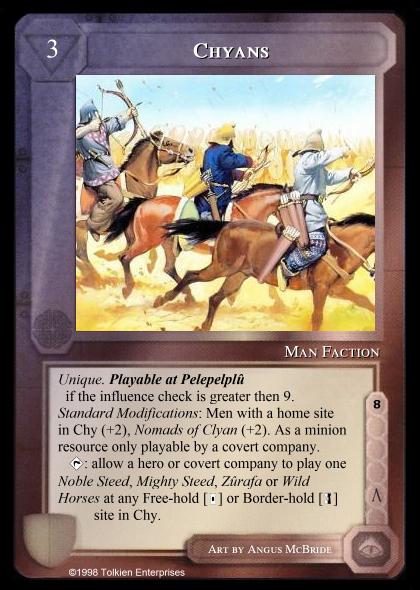 3
CHYANS
MAN FACTION
Unique. Playable at Pelepelplû
if the influence check is greater then 9.
Standard Modifications: Men with a home site
in Chy (+2), Nomads of Clyan (+2). As a minion
resource only playable by a covert company.
: allow a hero or covert company to play one
Noble Steed, Mighty Steed, Zûrafa or Wild
Horses at any Free-hold [] or Border-hold []
site in Chy.
8
ART BY ANGUS MCBRIDE
©1998 Tolkien Enterprises